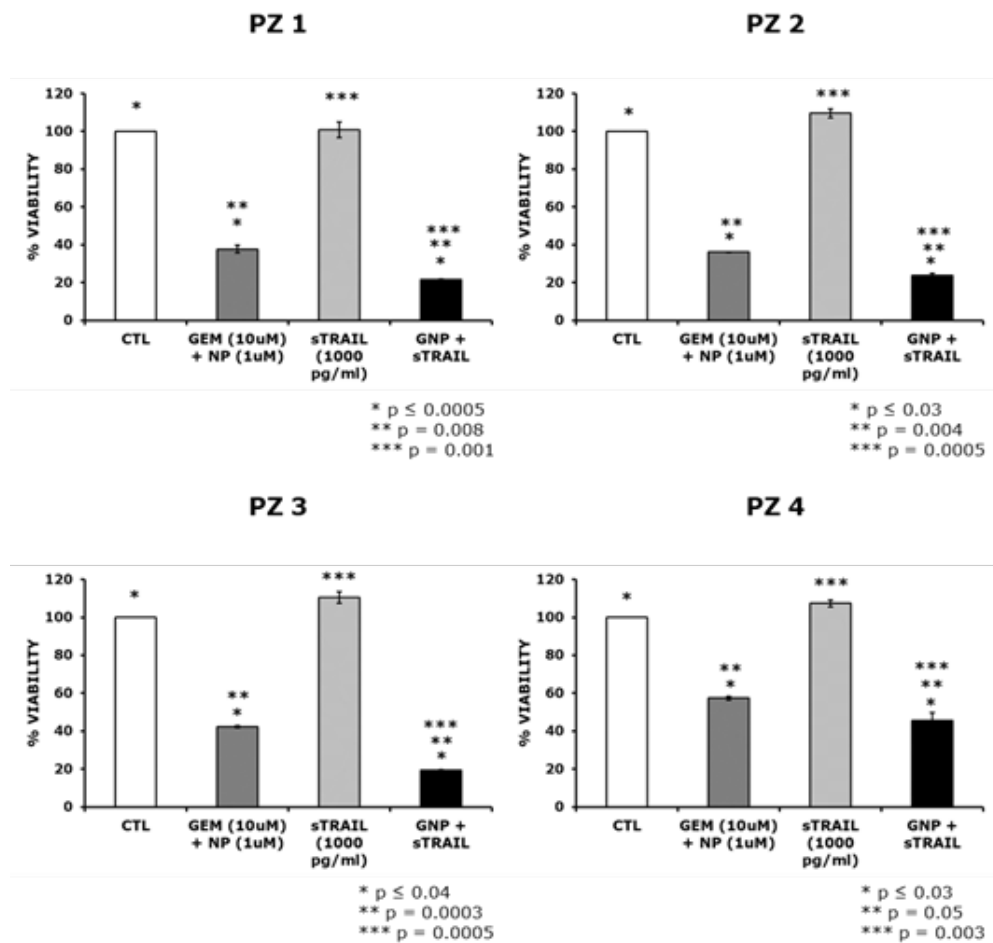 PZ 1
% VIABILITY
120
100
80
60
40
20
0
*
**
*
***
***
**
*
CTL
GEM (10uM)
+ NP (1uM)
sTRAIL
(1000
pg/ml)
GNP +
sTRAIL
* p ≤ 0.0005
** p = 0.008
*** p = 0.001
PZ 2
% VIABILITY
120
100
80
60
40
20
0
*
**
*
***
***
**
*
CTL
GEM (10uM)
+ NP (1uM)
sTRAIL
(1000
pg/ml)
GNP +
sTRAIL
* p ≤ 0.03
** p = 0.004
*** p = 0.0005
PZ 3
% VIABILITY
120
100
80
60
40
20
0
*
**
*
***
***
**
*
CTL
GEM (10uM)
+ NP (1uM)
sTRAIL
(1000
pg/ml)
GNP +
sTRAIL
* p ≤ 0.04
** p = 0.0003
*** p = 0.0005
PZ 4
% VIABILITY
120
100
80
60
40
20
0
*
**
*
***
***
**
*
CTL
GEM (10uM)
+ NP (1uM)
sTRAIL
(1000
pg/ml)
GNP +
sTRAIL
* p ≤ 0.03
** p = 0.05
*** p = 0.003